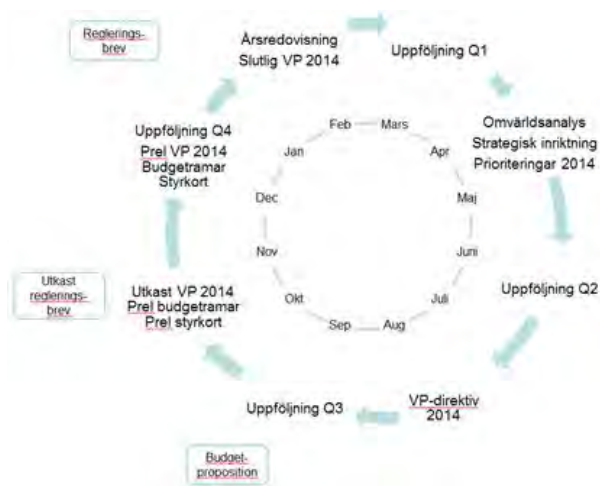 Reglerings-
brev
Årsredovisning
Slutlig VP 2014
Uppföljning Q1
Omvärldsanalys
Strategisk inriktning
Prioriteringar 2014
Uppföljning Q2
VP-direktiv
2014
Uppföljning Q3
Budget-
proposition
Utkast VP 2014
Prel budgetramar
Prel styrkort
Utkast
reglerings-
brev
Uppföljning Q4
Prel VP 2014
Budgetramar
Styrkort
Jan
Feb
Mars
Apr
Maj
Juni
Juli
Aug
Sep
Okt
Nov
Dec